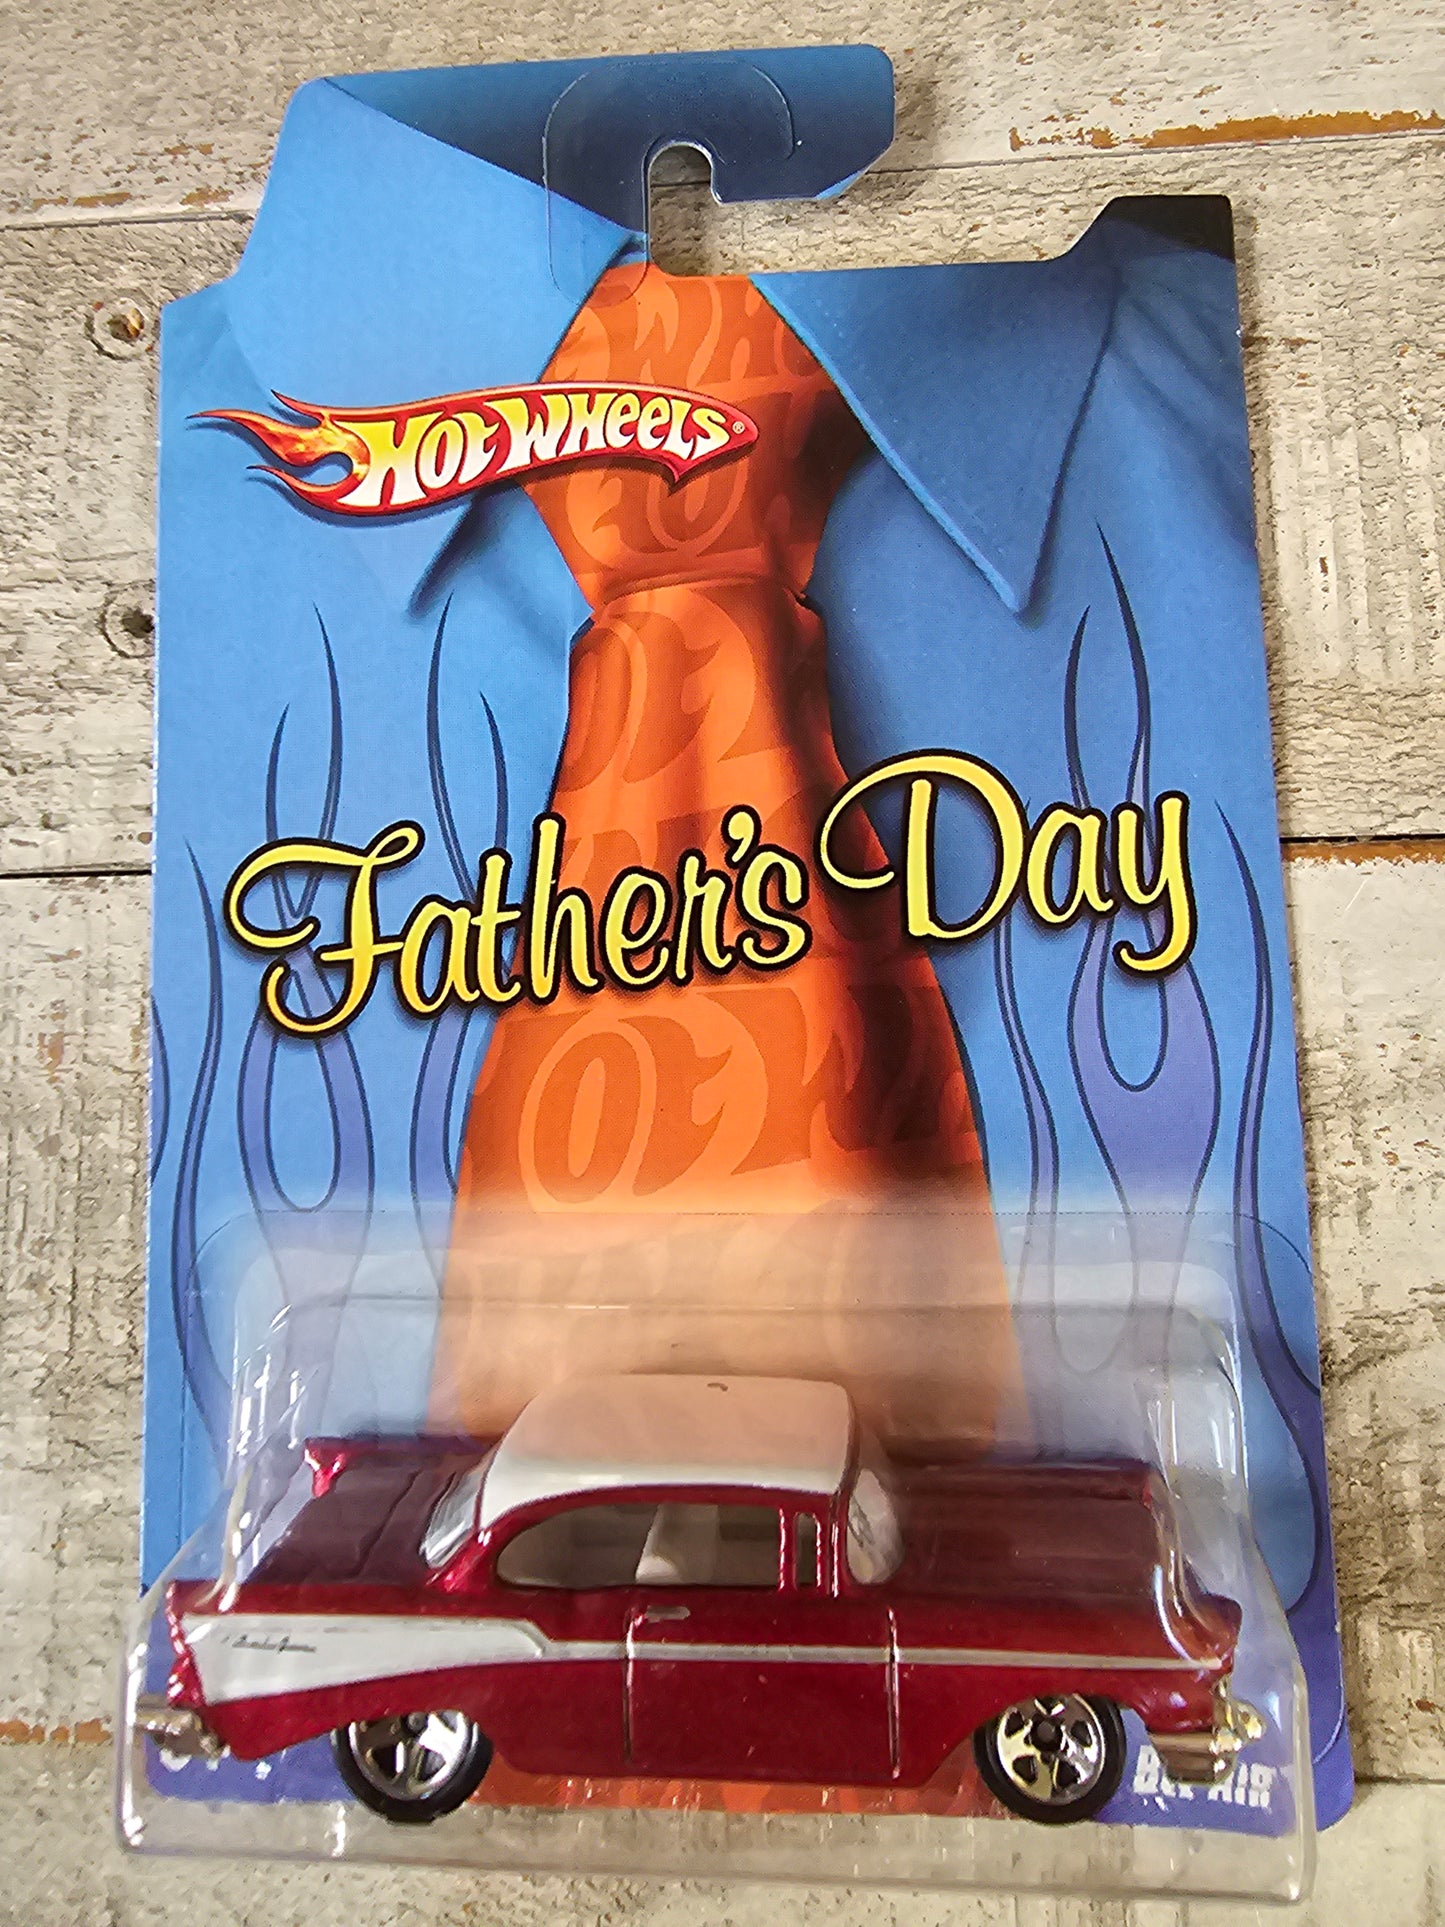 HOT WHEELS®
Father's Day
Bel Air